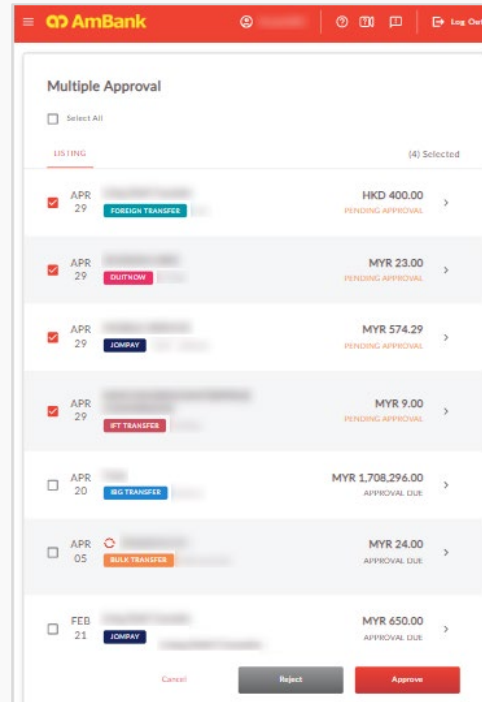 AmBank
Log Out
Multiple Approval
Select All
LISTING
(4) Selected
APR
29
FOREIGN TRANSFER
HKD 400.00
PENDING APPROVAL
APR
29
DUITNOW
MYR 23.00
PENDING APPROVAL
APR
29
JOMPAY
MYR 574.29
PENDING APPROVAL
APR
29
IFT TRANSFER
MYR 9.00
PENDING APPROVAL
APR
20
IBG TRANSFER
MYR 1,708,296.00
APPROVAL DUE
APR
05
BULK TRANSFER
MYR 24.00
APPROVAL DUE
FEB
21
JOMPAY
MYR 650.00
APPROVAL DUE
Cancel
Reject
Approve